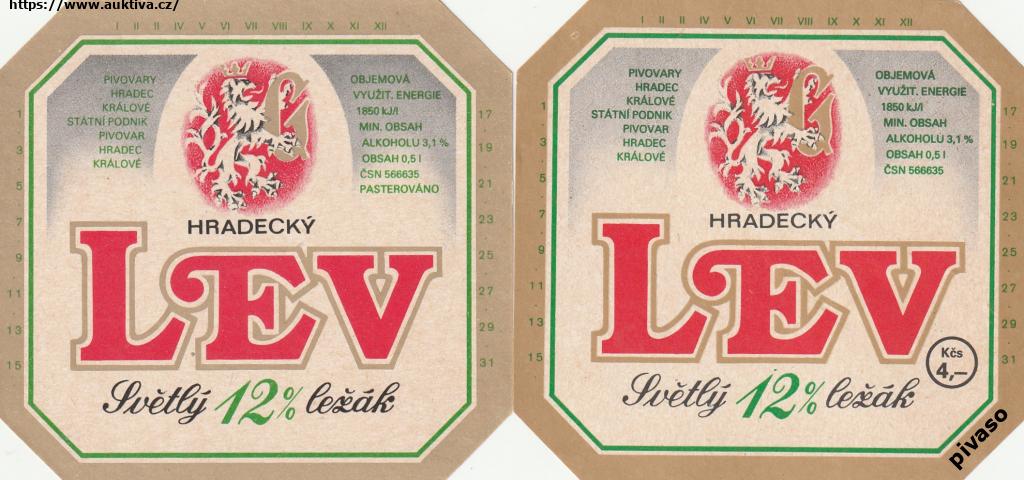 https://www.auktiva.cz/
I II II IV V VI VII VIII IX X XI XII
PIVOVARY
HRADEC
KRÁLOVÉ
STÁTNÍ PODNIK
PIVOVAR
HRADEC
KRÁLOVÉ
OBJEMOVÁ
VYUŽIT. ENERGIE
1850 kJ/l
MIN. OBSAH
ALKOHOLU 3,1 %
OBSAH 0,5 l
ČSN 566635
PASTEROVÁNO
1
3
5
7
9
11
13
15
17
19
21
23
25
27
29
31
HRADECKÝ
LEV
Světlý 12% ležák
I II II IV V VI VII VIII IX X XI XII
PIVOVARY
HRADEC
KRÁLOVÉ
STÁTNÍ PODNIK
PIVOVAR
HRADEC
KRÁLOVÉ
OBJEMOVÁ
VYUŽIT. ENERGIE
1850 kJ/l
MIN. OBSAH
ALKOHOLU 3,1 %
OBSAH 0,5 l
ČSN 566635
1
3
5
7
9
11
13
15
17
19
21
23
25
27
29
31
HRADECKÝ
LEV
Kčs
4,–
Světlý 12% ležák
pivaso